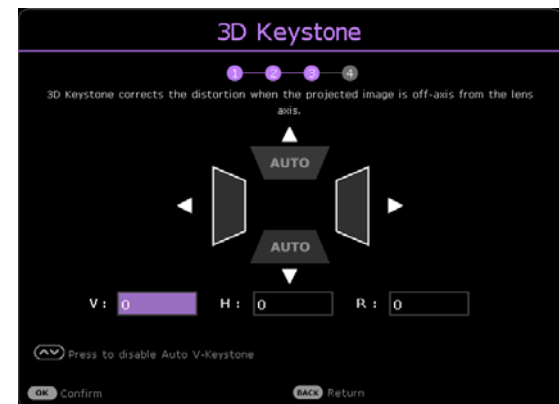 3D Keystone
1 2 3 4
3D Keystone corrects the distortion when the projected image is off-axis from the lens
axis.
AUTO
AUTO
V : 0 H : 0 R : 0
Press to disable Auto V-Keystone
OK Confirm BACK Return